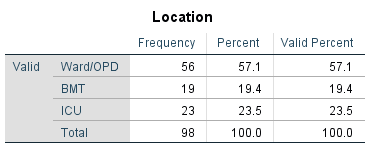 Location
Frequency Percent Valid Percent
Valid Ward/OPD 56 57.1 57.1
BMT 19 19.4 19.4
ICU 23 23.5 23.5
Total 98 100.0 100.0